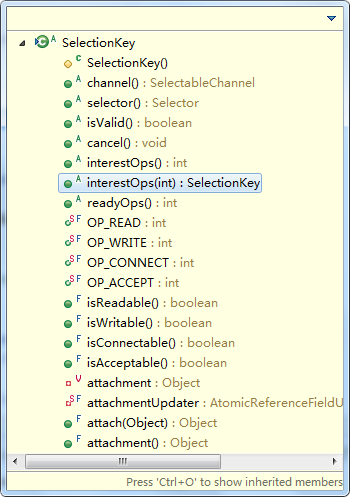 SelectionKey
SelectionKey()
channel() : SelectableChannel
selector() : Selector
isValid() : boolean
cancel() : void
interestOps() : int
interestOps(int) : SelectionKey
readyOps() : int
OP_READ : int
OP_WRITE : int
OP_CONNECT : int
OP_ACCEPT : int
isReadable() : boolean
isWritable() : boolean
isConnectable() : boolean
isAcceptable() : boolean
attachment : Object
attachmentUpdater : AtomicReferenceFieldU
attach(Object) : Object
attachment() : Object
Press 'Ctrl+O' to show inherited members